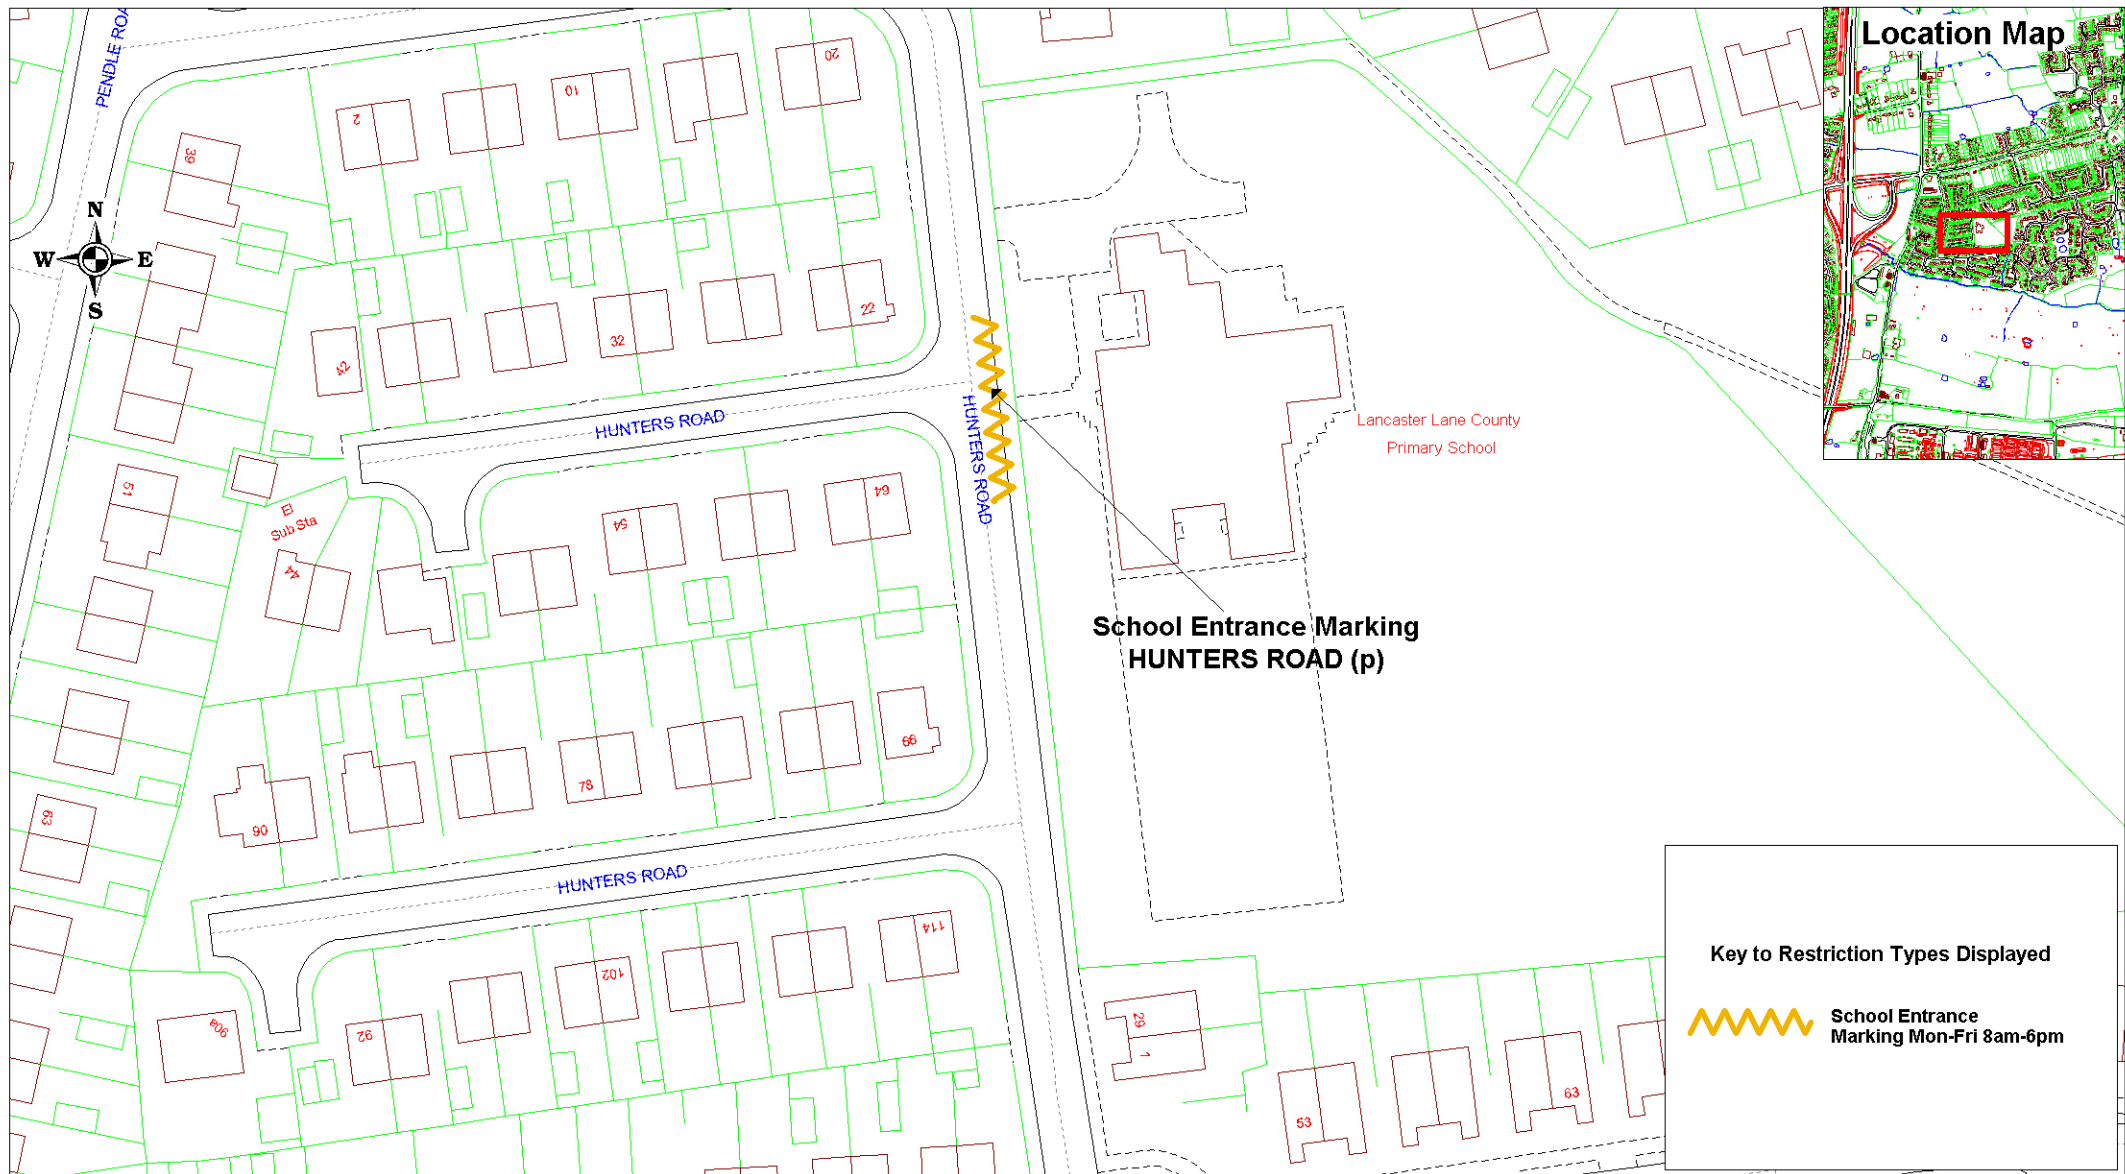 PENDLE ROA
Location Map
20
10
2
39
N
W E
S
22
32
42
HUNTERS ROAD
HUNTERS ROAD
Lancaster Lane County
Primary School
51
64
54
El
Sub Sta
44
School Entrance Marking
HUNTERS ROAD (p)
66
78
90
63
HUNTERS ROAD
114
102
92
90a
29
1
53
63
Key to Restriction Types Displayed
School Entrance
Marking Mon-Fri 8am-6pm